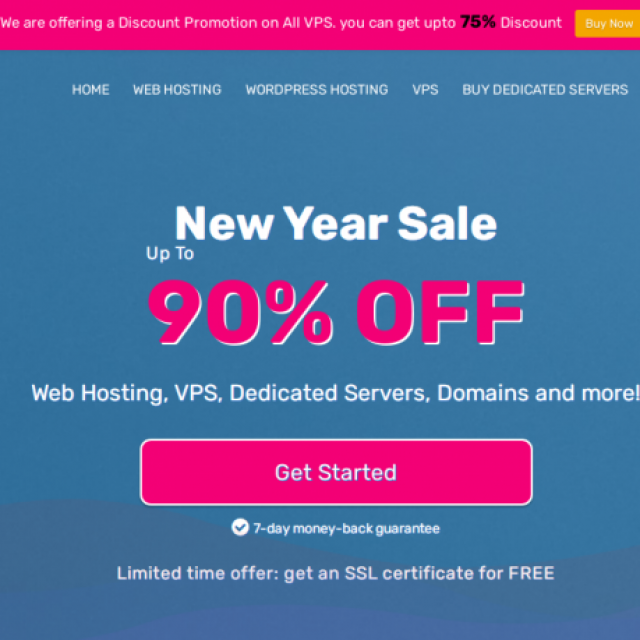 We are offering a Discount Promotion on All VPS. you can get upto 75% Discount Buy Now
HOME WEB HOSTING WORDPRESS HOSTING VPS BUY DEDICATED SERVERS
New Year Sale
Up To
90% OFF
Web Hosting, VPS, Dedicated Servers, Domains and more!
Get Started
7-day money-back guarantee
Limited time offer: get an SSL certificate for FREE